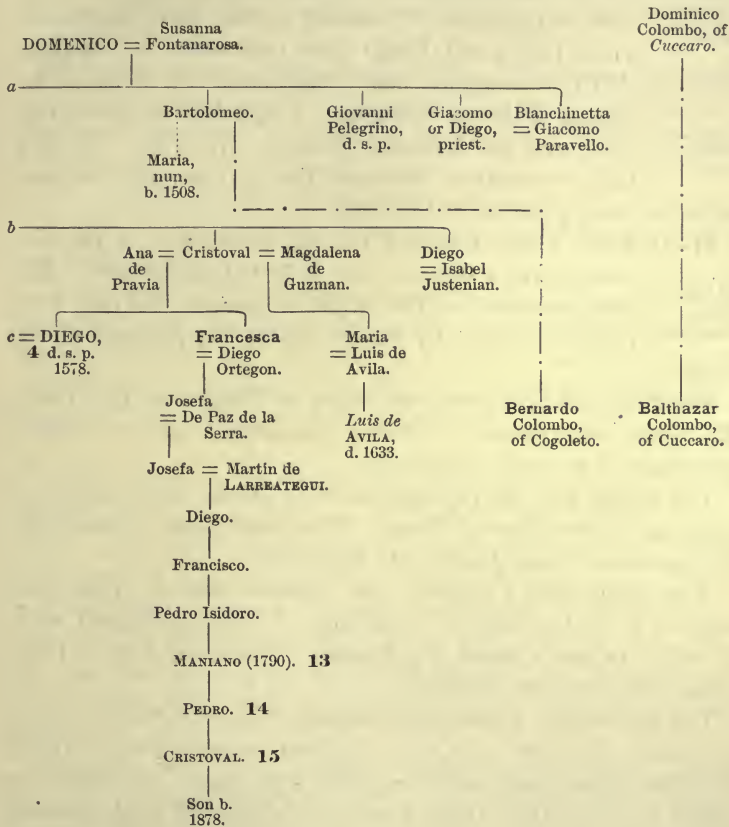 Susanna
DOMENICO = Fontanarosa.
Dominico
Colombo, of
Cuccaro.
a
Bartolomeo.
Maria,
nun,
b. 1508.
Giovanni
Pelegrino,
d. s. p.
Giacomo
or Diego,
priest.
Blanchinetta
= Giacomo
Paravello.
b
Ana = Cristoval = Magdalena
de
Pravia
de
Guzman.
Diego
= Isabel
Justenian.
c = DIEGO,
4 d. s. p.
1578.
Francesca
= Diego
Ortegon.
Maria
= Luis de
Avila.
Josefa
= De Paz de la
Serra.
Luis de
AVILA,
d. 1633.
Bernardo
Colombo,
of Cogoleto.
Balthazar
Colombo,
of Cuccaro.
Josefa = Martin de
LARREATEGUI.
Diego.
Francisco.
Pedro Isidoro.
MANIANO (1790). 13
PEDRO. 14
CRISTOVAL. 15
Son b.
1878.